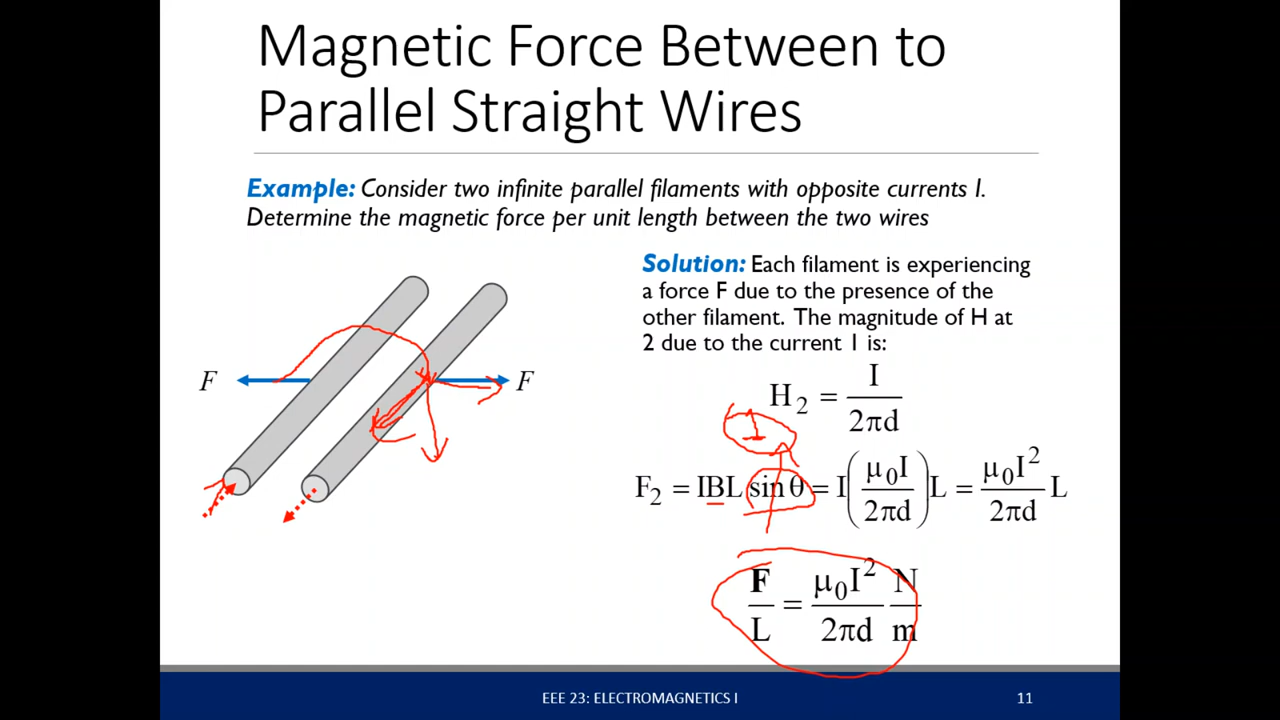 Magnetic Force Between to
Parallel Straight Wires
Example: Consider two infinite parallel filaments with opposite currents I.
Determine the magnetic force per unit length between the two wires
Solution: Each filament is experiencing
a force F due to the presence of the
other filament. The magnitude of H at
2 due to the current 1 is:
H₂ = I / 2πd
F
F
1
F₂ = IBL sin θ = I(μ₀I / 2πd)L = μ₀I² / 2πd L
F / L = μ₀I² / 2πd N / m
EEE 23: ELECTROMAGNETICS I
11